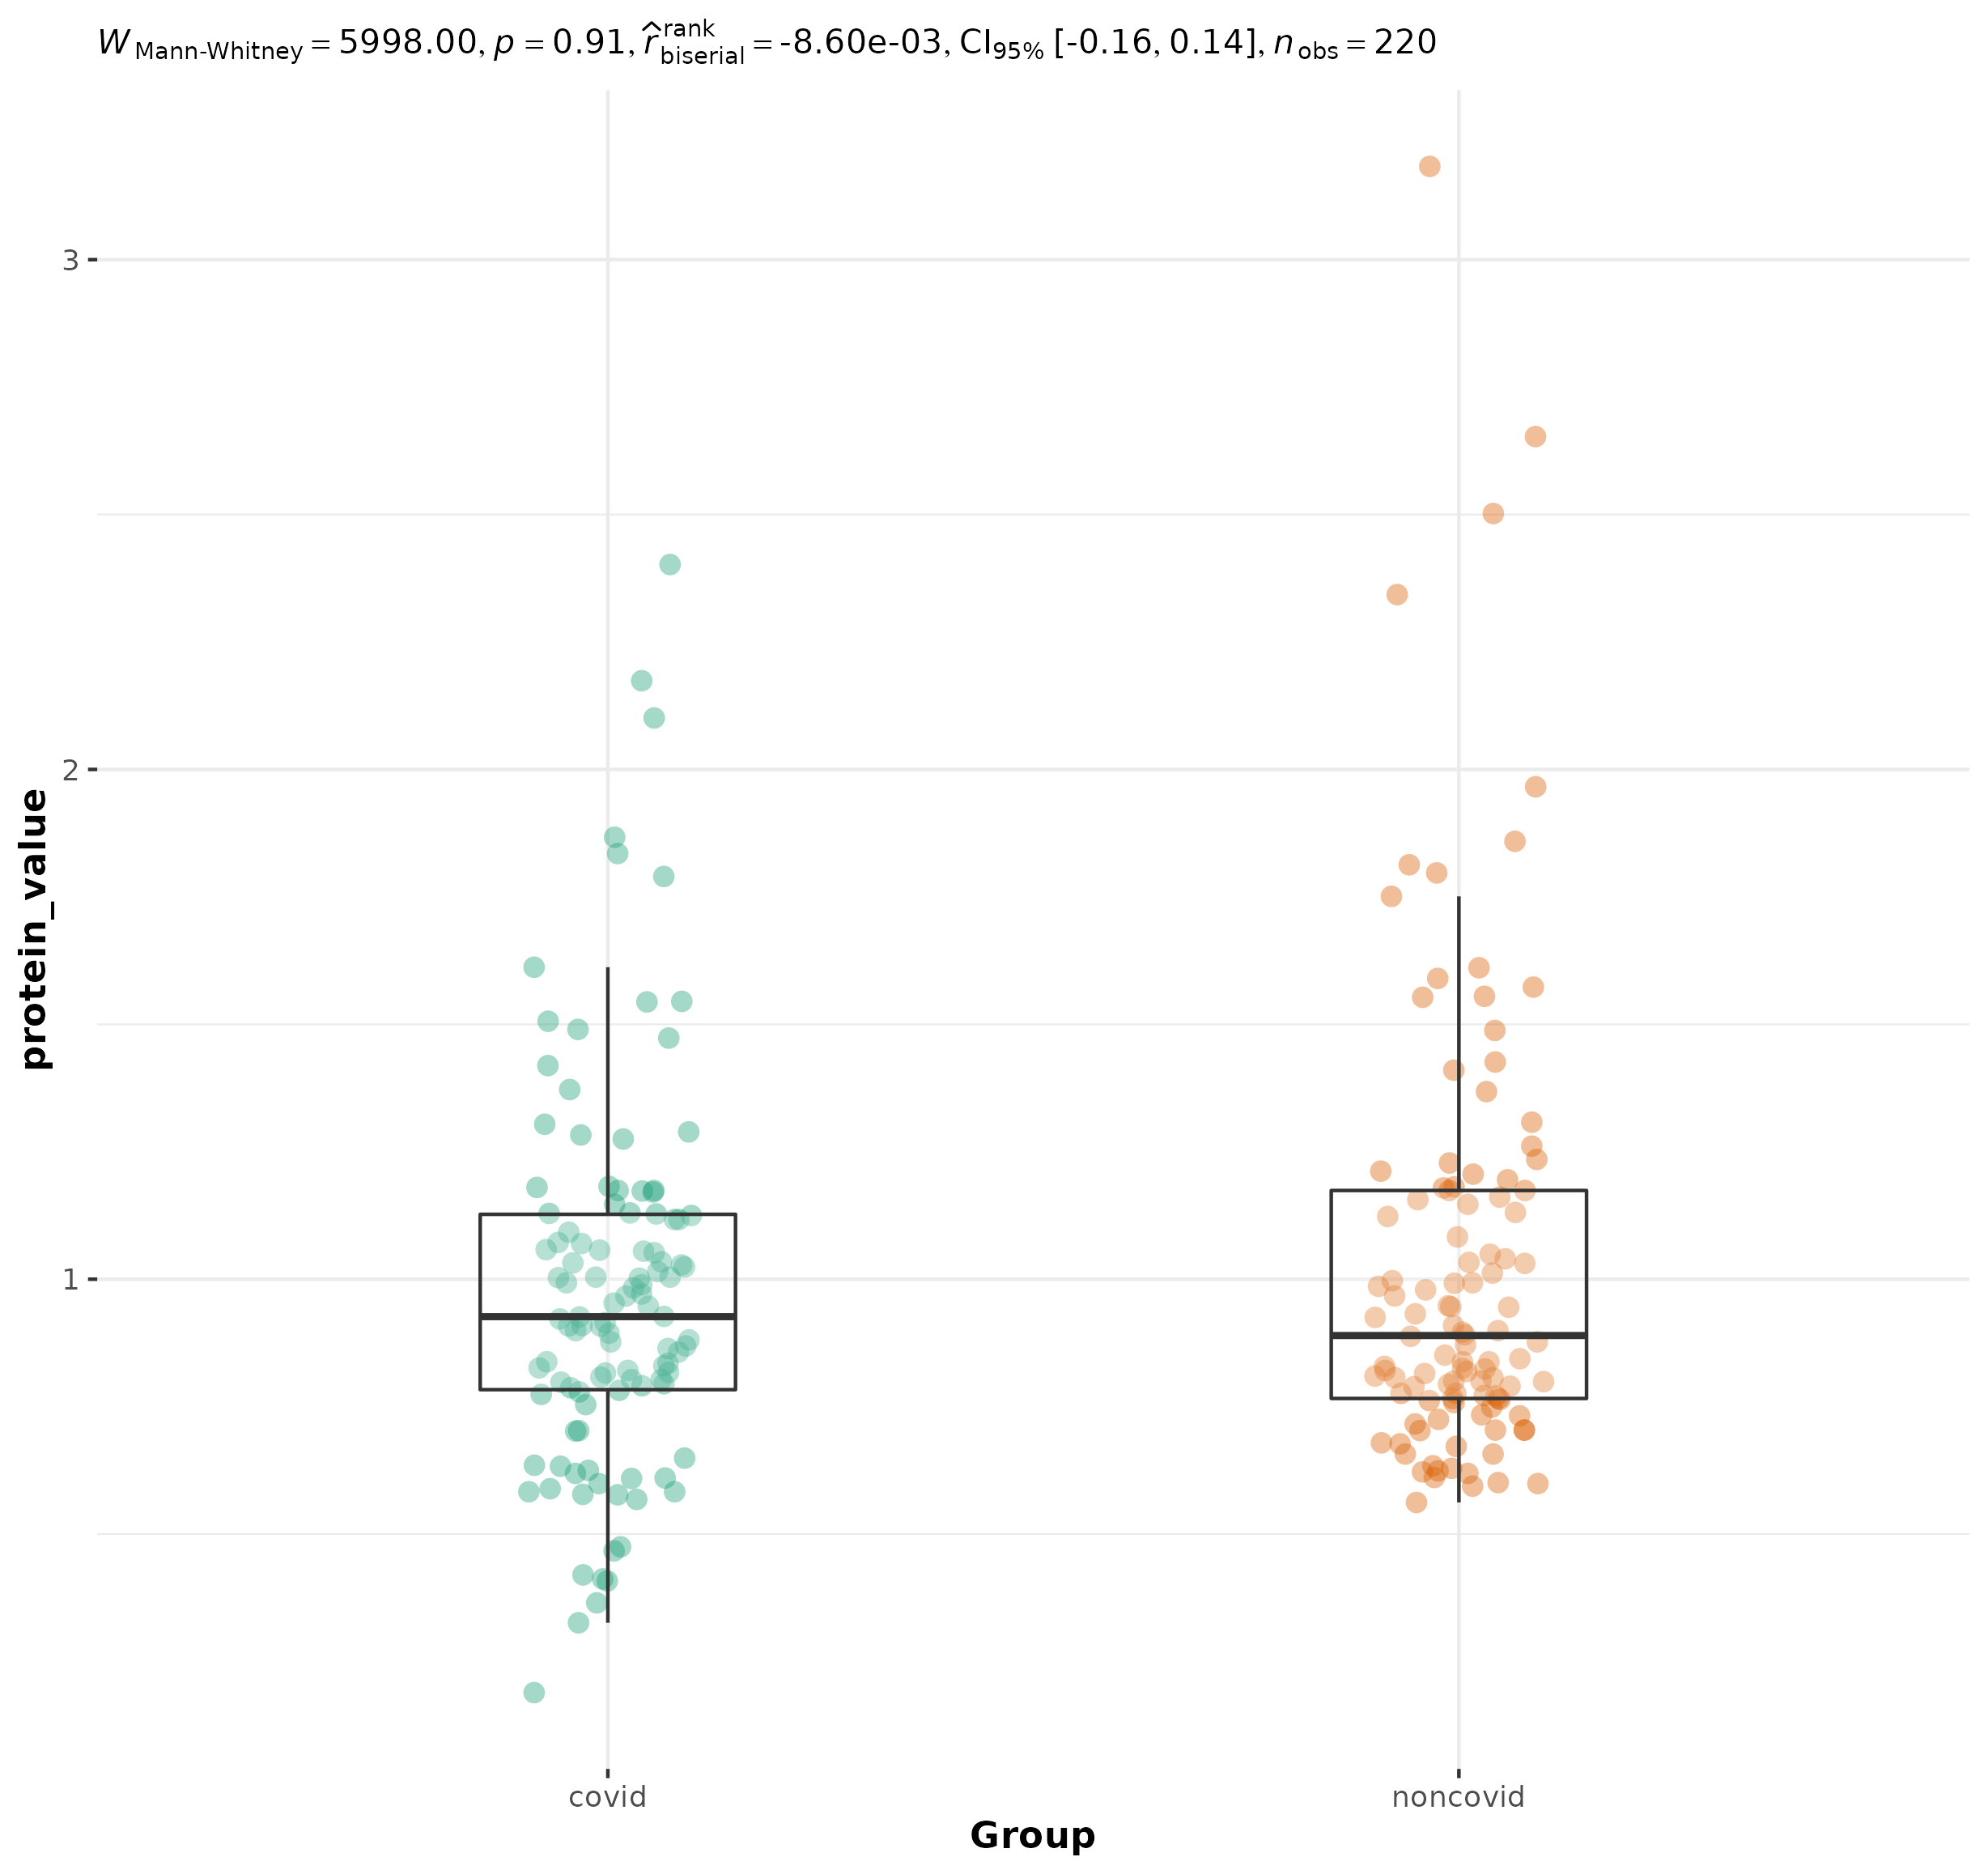 W Mann-Whitney = 5998.00, p = 0.91, r̂ rank biserial = -8.60e-03, CI95% [-0.16, 0.14], n obs = 220
3
2
1
protein_value
covid noncovid
Group